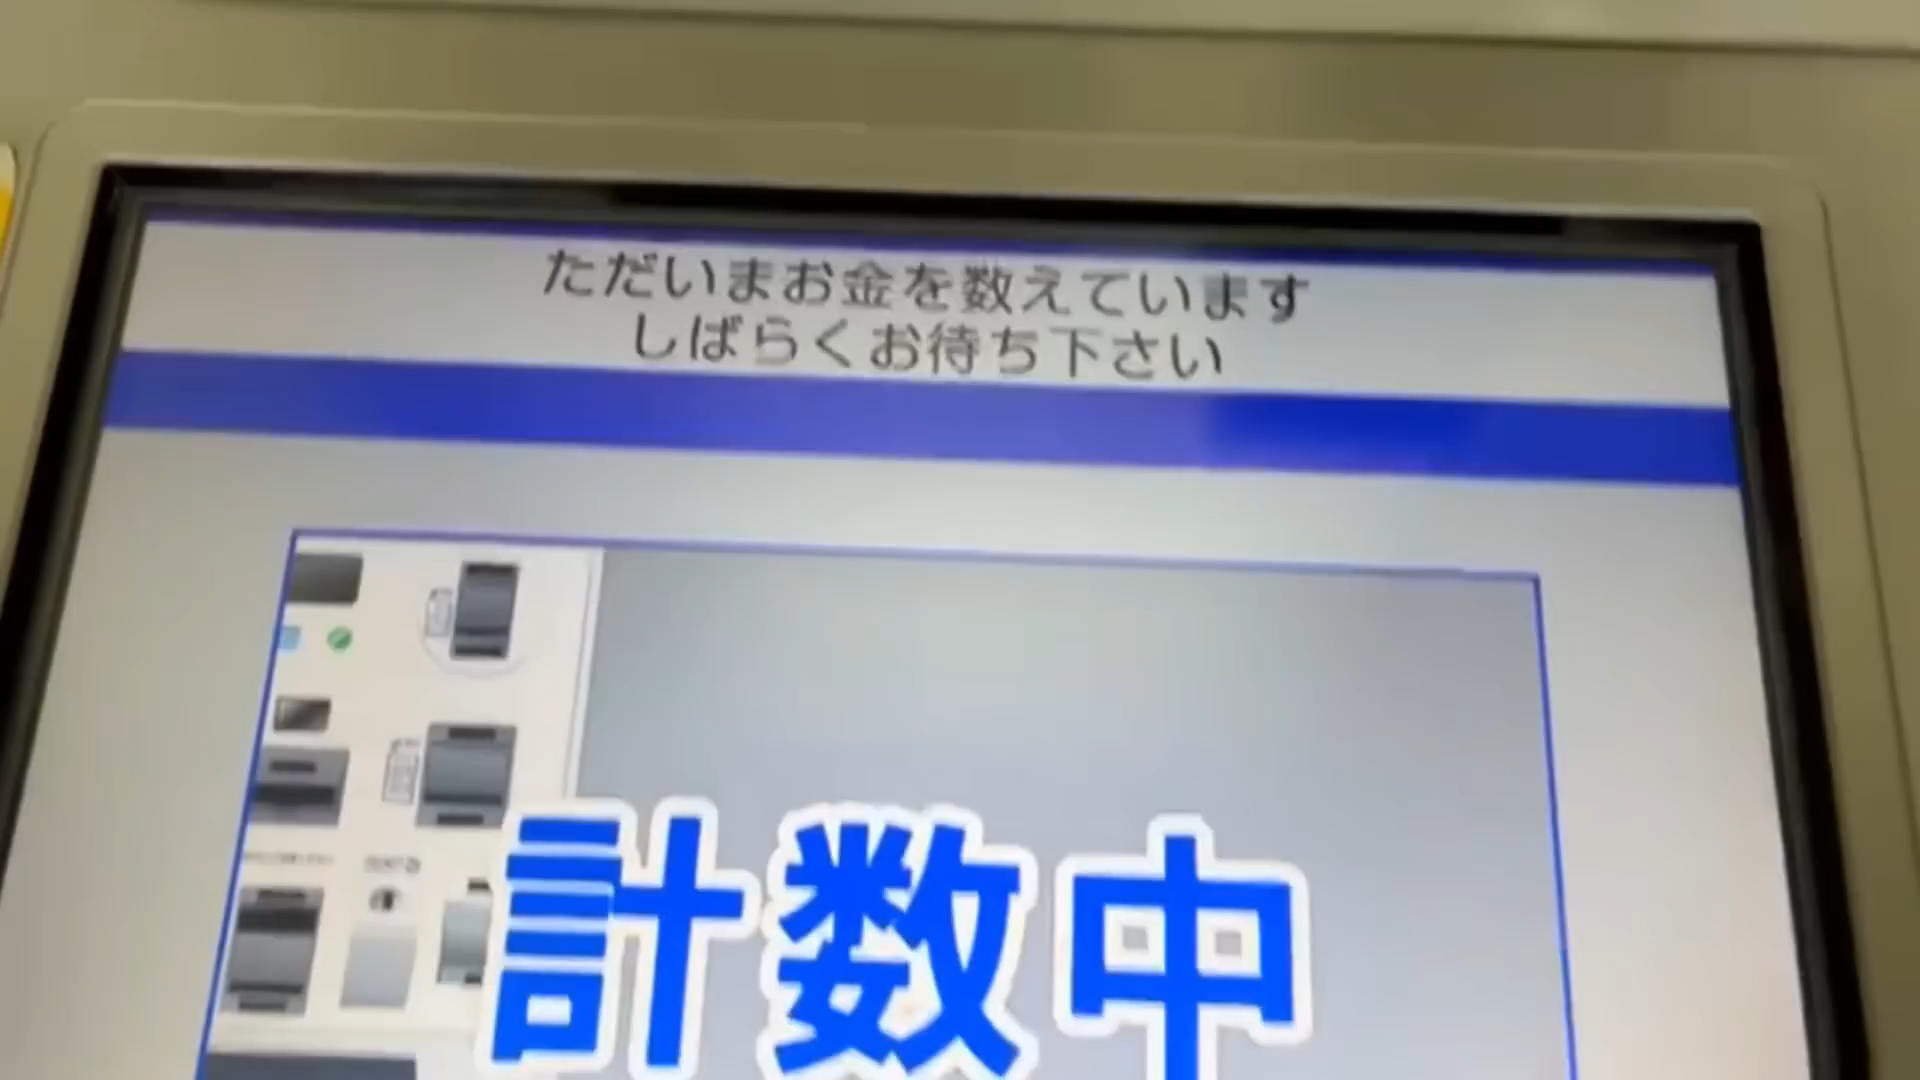 ただいまお金を数えています
しばらくお待ち下さい
計数中